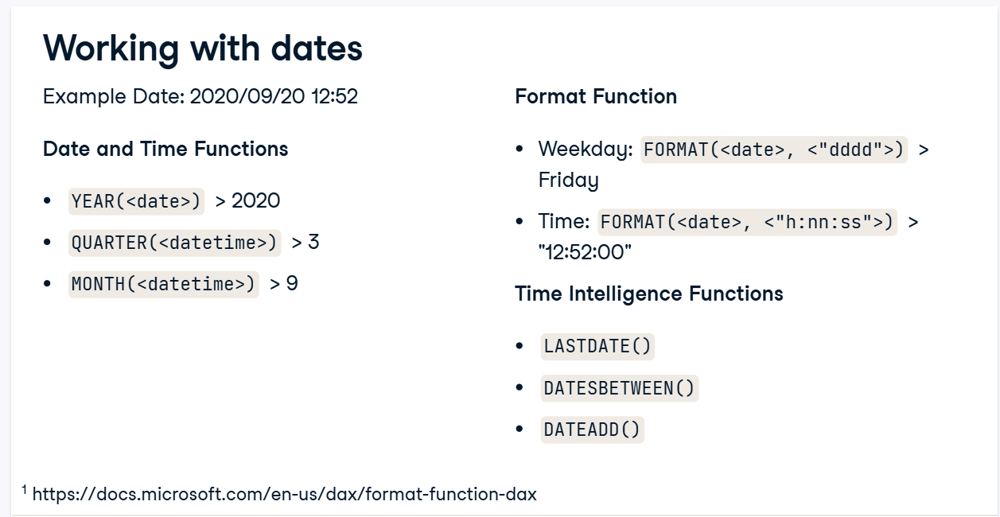 Working with dates
Example Date: 2020/09/20 12:52
Date and Time Functions
• YEAR(<date>) > 2020
• QUARTER(<datetime>) > 3
• MONTH(<datetime>) > 9
Format Function
• Weekday: FORMAT(<date>, <"dddd">) >
Friday
• Time: FORMAT(<date>, <"h:nn:ss">) >
"12:52:00"
Time Intelligence Functions
• LASTDATE()
• DATESBETWEEN()
• DATEADD()
¹ https://docs.microsoft.com/en-us/dax/format-function-dax